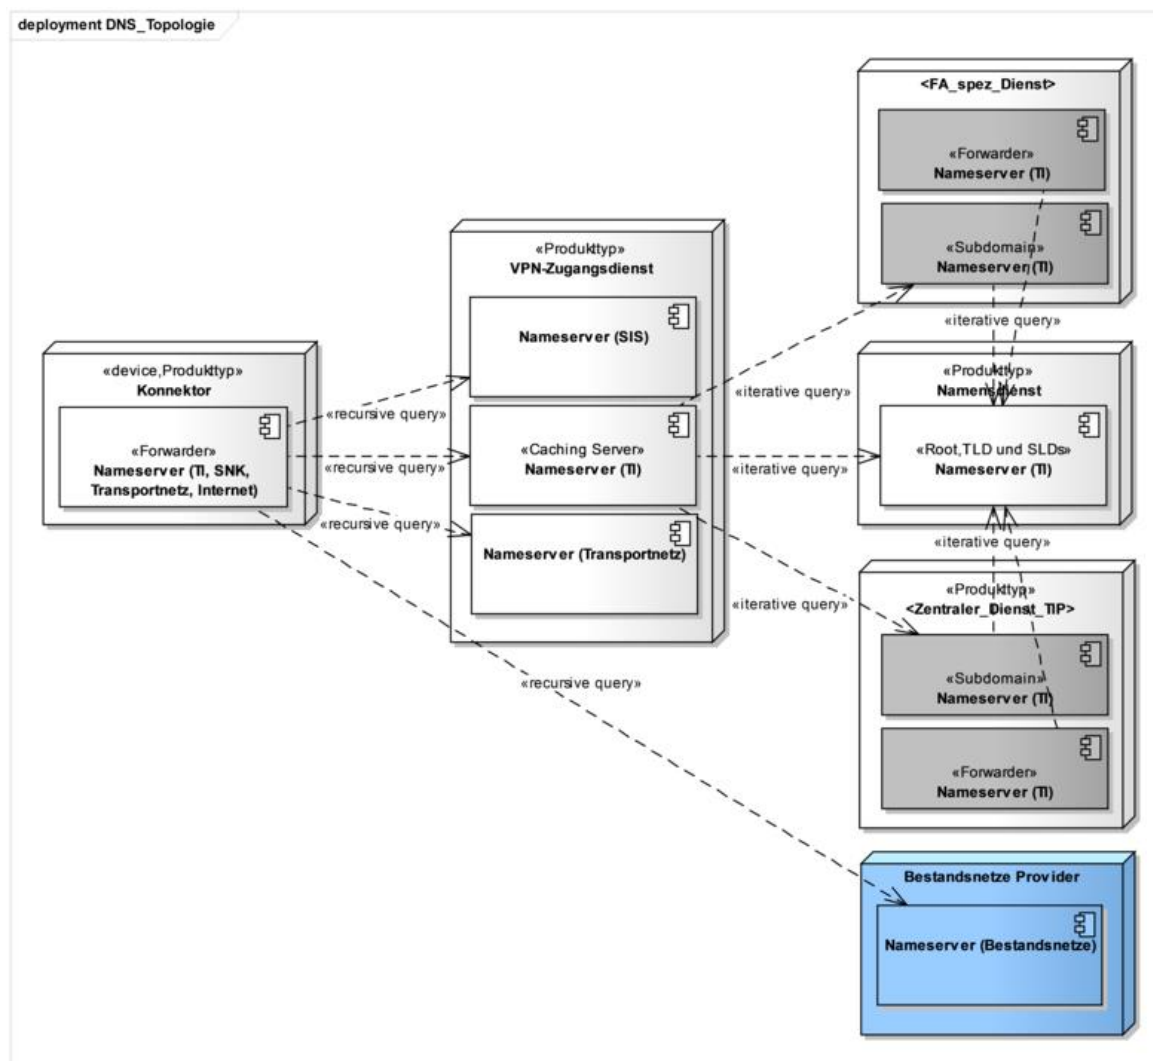 deployment DNS_Topologie
<FA_spez_Dienst>
«Forwarder»
Nameserver (TI)
«Subdomain»
Nameserver (TI)
«iterative query»
«Produkttyp»
VPN-Zugangsdienst
Nameserver (SIS)
«Caching Server»
Nameserver (TI)
Nameserver (Transportnetz)
«device,Produkttyp»
Konnektor
«Forwarder»
Nameserver (TI, SNK,
Transportnetz, Internet)
«recursive query»
«recursive query»
«recursive query»
«recursive query»
«iterative query»
«iterative query»
«iterative query»
«Produkttyp»
Namensdienst
«Root,TLD und SLDs»
Nameserver (TI)
«iterative query»
«Produkttyp»
<Zentraler_Dienst_TIP>
«Subdomain»
Nameserver (TI)
«Forwarder»
Nameserver (TI)
Bestandsnetze Provider
Nameserver (Bestandsnetze)